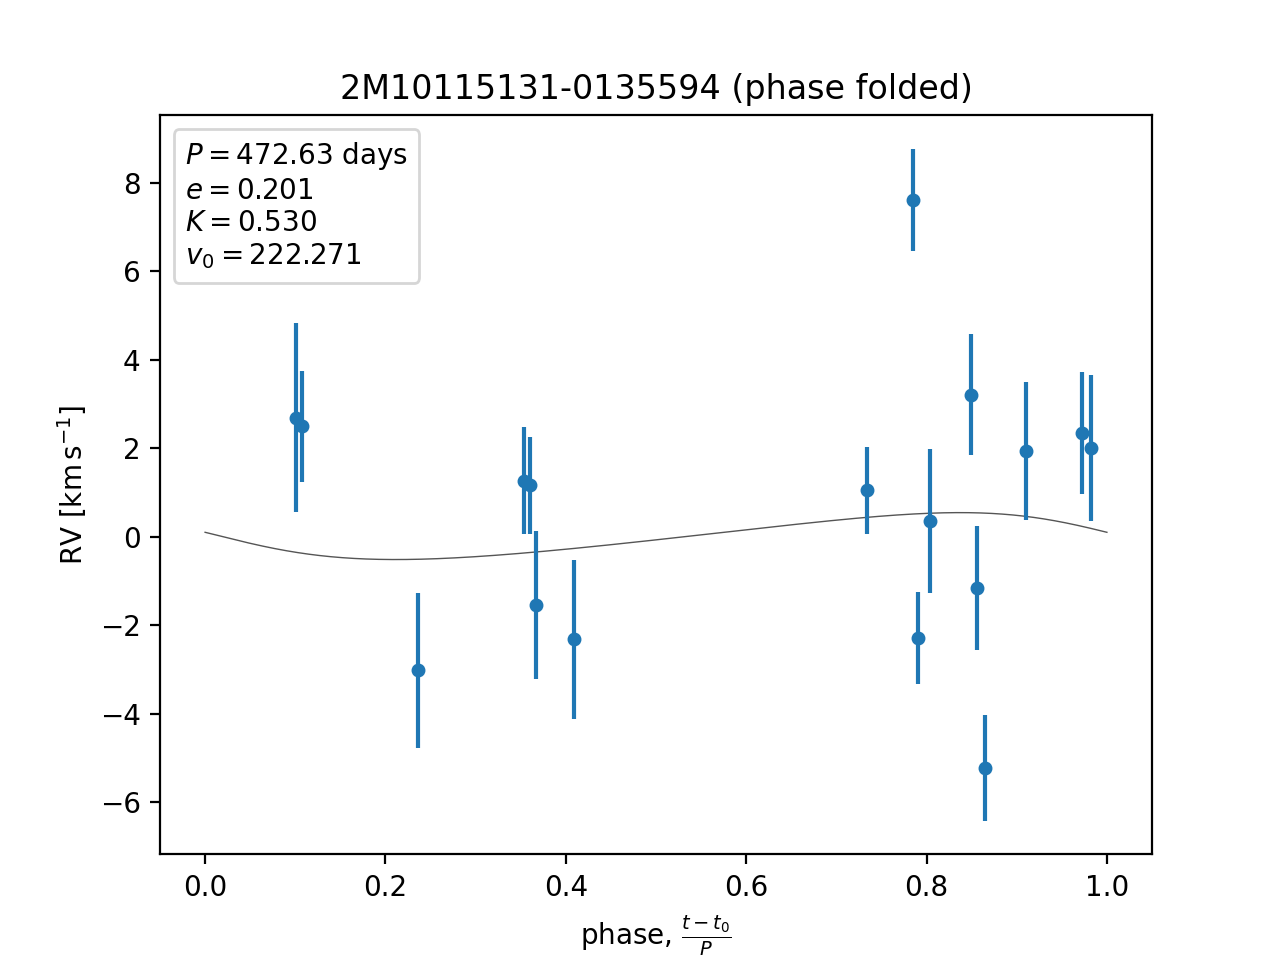 2M10115131-0135594 (phase folded)
P = 472.63 days
e = 0.201
K = 0.530
v₀ = 222.271
8
6
4
2
0
−2
−4
−6
RV [km s⁻¹]
0.0 0.2 0.4 0.6 0.8 1.0
phase, (t − t₀)/P